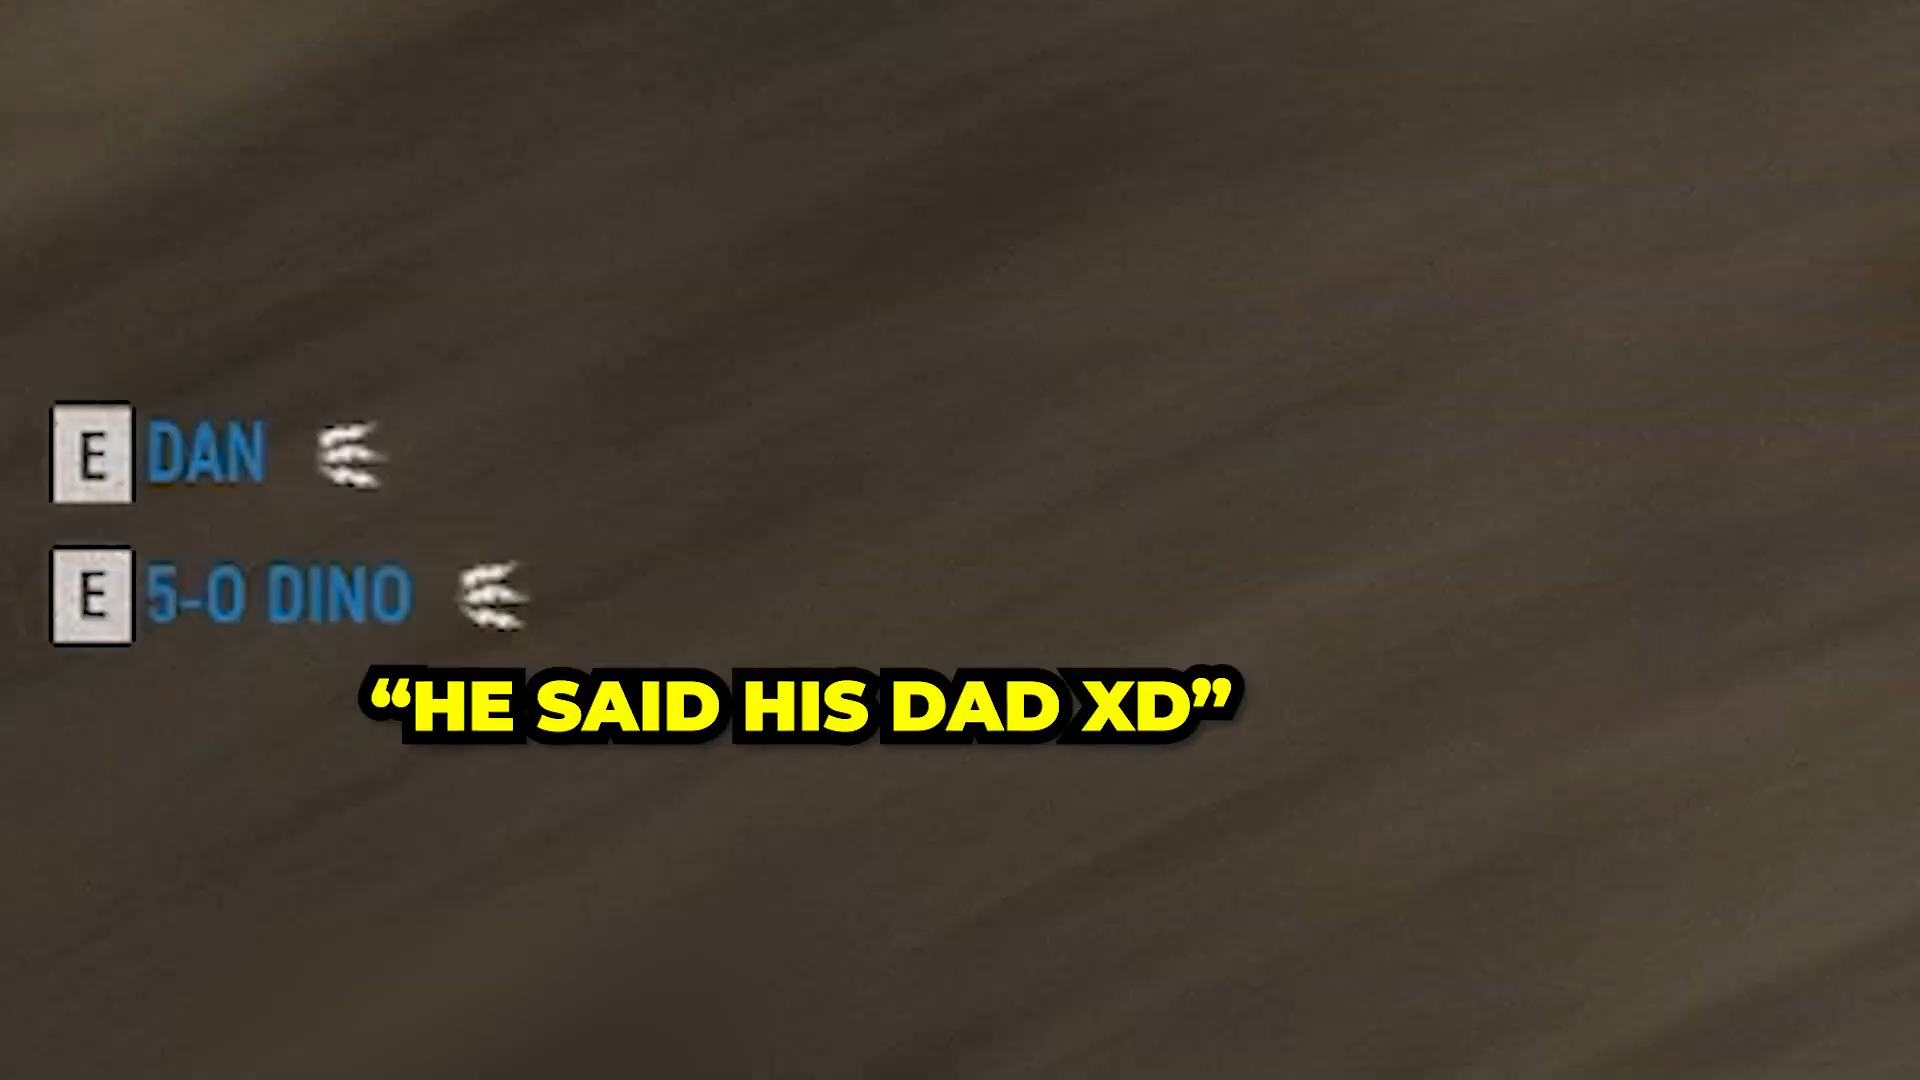 E DAN
E 5-0 DINO
“HE SAID HIS DAD XD”